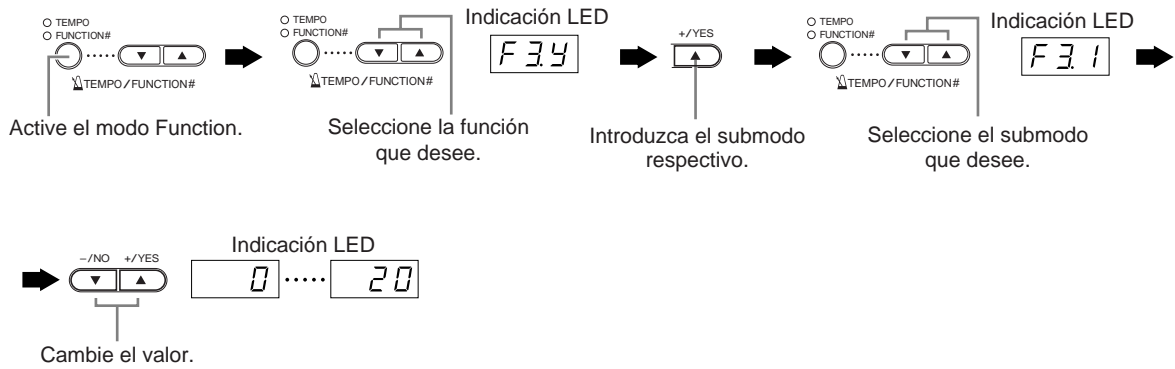 TEMPO
FUNCTION#
TEMPO/FUNCTION#
Active el modo Function.
TEMPO
FUNCTION#
TEMPO/FUNCTION#
Seleccione la función
que desee.
Indicación LED
F 3.Y
+/YES
Introduzca el submodo
respectivo.
TEMPO
FUNCTION#
TEMPO/FUNCTION#
Seleccione el submodo
que desee.
Indicación LED
F 3.1
–/NO +/YES
Cambie el valor.
Indicación LED
0 ····· 20